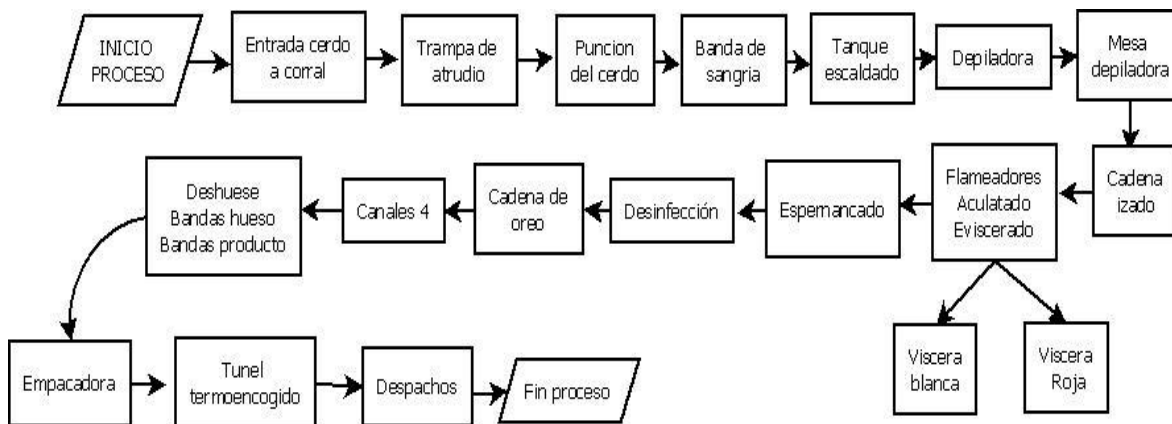 INICIO
PROCESO
Entrada cerdo
a corral
Trampa de
atrudio
Puncion
del cerdo
Banda de
sangria
Tanque
escaldado
Depiladora
Mesa
depiladora
Cadena
izado
Flameadores
Aculatado
Eviscerado
Espernancado
Desinfección
Cadena de
oreo
Canales 4
Deshuese
Bandas hueso
Bandas producto
Viscera
blanca
Viscera
Roja
Empacadora
Tunel
termoencogido
Despachos
Fin proceso